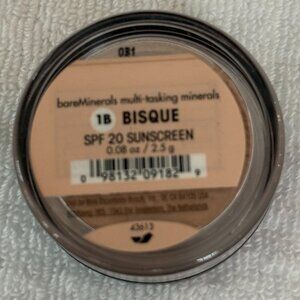 031
bareMinerals multi-tasking minerals
1B BISQUE
SPF 20 SUNSCREEN
0.08 oz / 2.5 g
0 98132 09182 9
43613